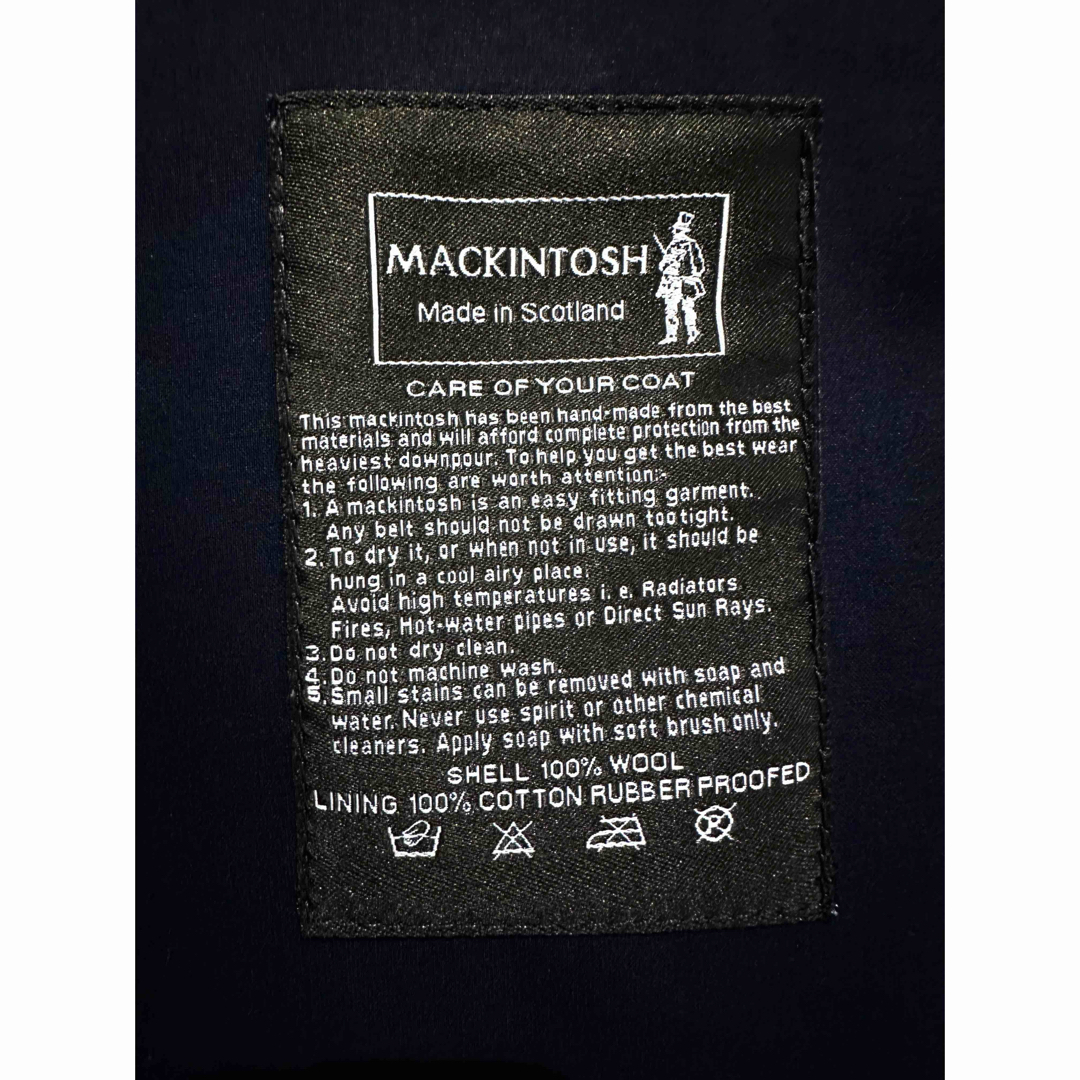 MACKINTOSH
Made in Scotland
CARE OF YOUR COAT
This mackintosh has been hand-made from the best
materials and will afford complete protection from the
heaviest downpour. To help you get the best wear
the following are worth attention:-
1. A mackintosh is an easy fitting garment.
Any belt should not be drawn too tight.
2. To dry it, or when not in use, it should be
hung in a cool airy place.
Avoid high temperatures i. e. Radiators
Fires, Hot-water pipes or Direct Sun Rays.
3. Do not dry clean.
4. Do not machine wash.
5. Small stains can be removed with soap and
water. Never use spirit or other chemical
cleaners. Apply soap with soft brush only.
SHELL 100% WOOL
LINING 100% COTTON RUBBER PROOFED
P